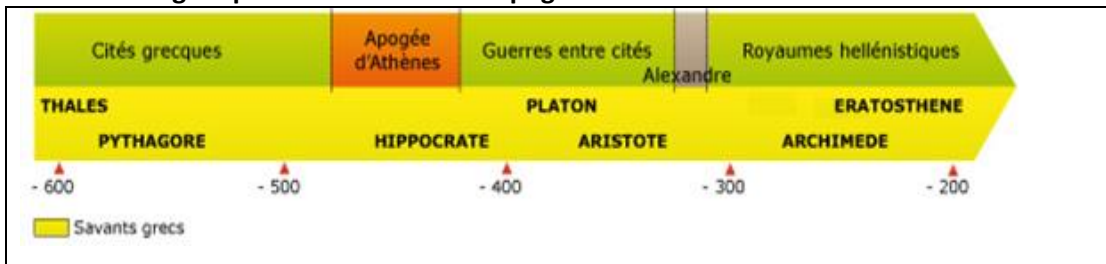 Cités grecques
Apogée
d'Athènes
Guerres entre cités
Alexandre
Royaumes hellénistiques
THALES PLATON ERATOSTHENE
PYTHAGORE HIPPOCRATE ARISTOTE ARCHIMEDE
- 600 - 500 - 400 - 300 - 200
Savants grecs